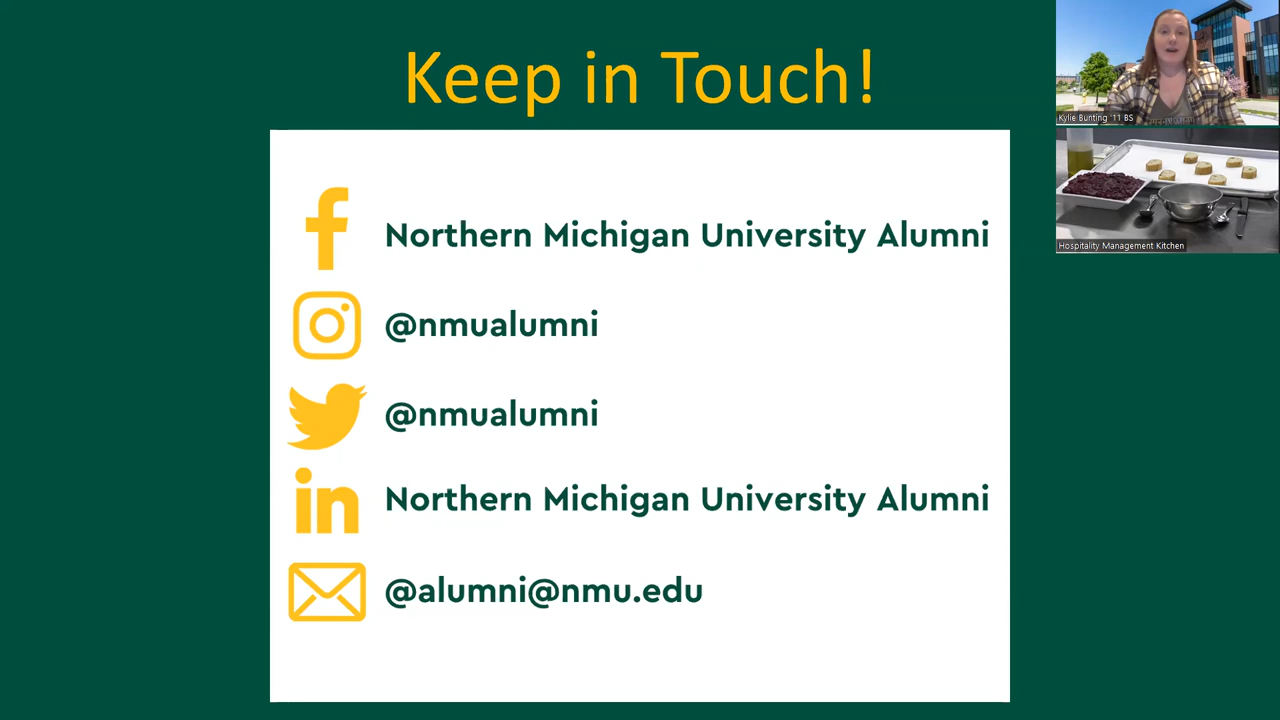 Keep in Touch!
Northern Michigan University Alumni
@nmualumni
@nmualumni
in Northern Michigan University Alumni
@alumni@nmu.edu
Kylie Bunting '11 BS
Hospitality Management Kitchen